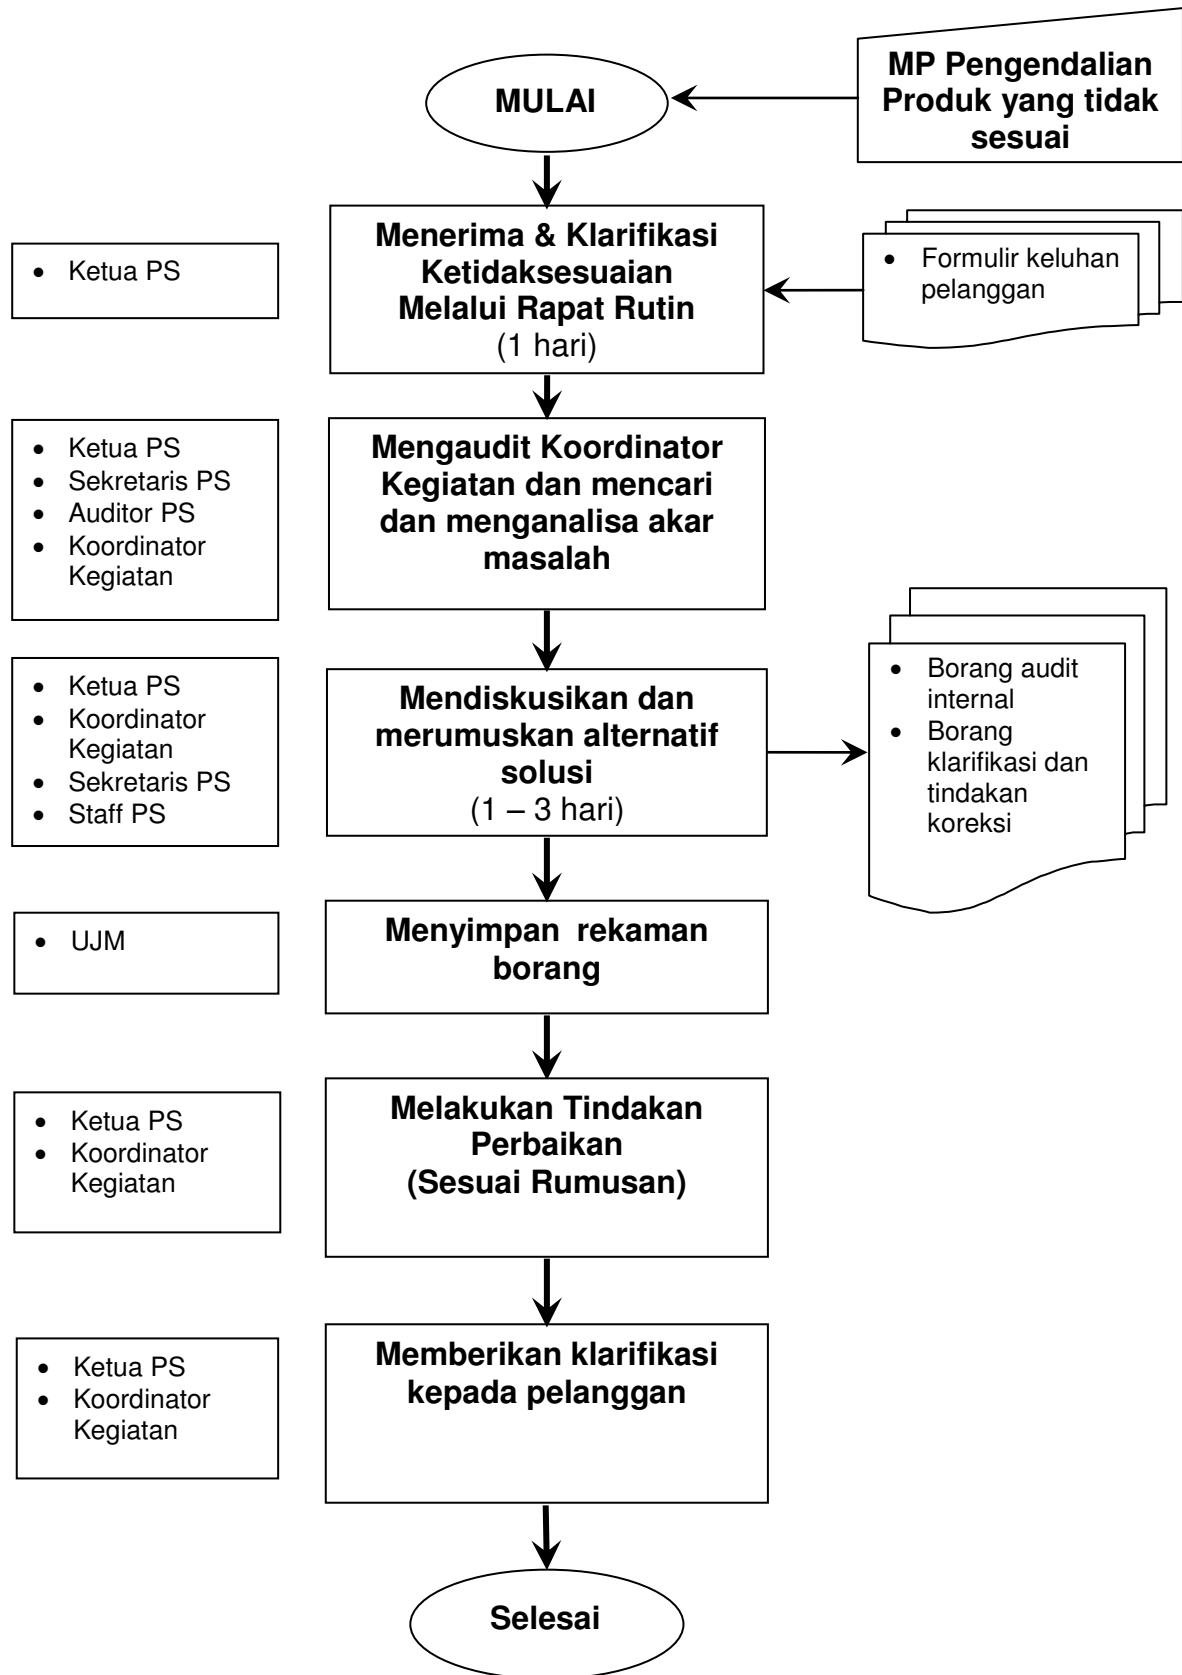 MULAI
MP Pengendalian
Produk yang tidak
sesuai
• Ketua PS
Menerima & Klarifikasi
Ketidaksesuaian
Melalui Rapat Rutin
(1 hari)
• Formulir keluhan
pelanggan
• Ketua PS
• Sekretaris PS
• Auditor PS
• Koordinator
Kegiatan
Mengaudit Koordinator
Kegiatan dan mencari
dan menganalisa akar
masalah
• Ketua PS
• Koordinator
Kegiatan
• Sekretaris PS
• Staff PS
Mendiskusikan dan
merumuskan alternatif
solusi
(1 – 3 hari)
• Borang audit
internal
• Borang
klarifikasi dan
tindakan
koreksi
• UJM
Menyimpan rekaman
borang
• Ketua PS
• Koordinator
Kegiatan
Melakukan Tindakan
Perbaikan
(Sesuai Rumusan)
• Ketua PS
• Koordinator
Kegiatan
Memberikan klarifikasi
kepada pelanggan
Selesai